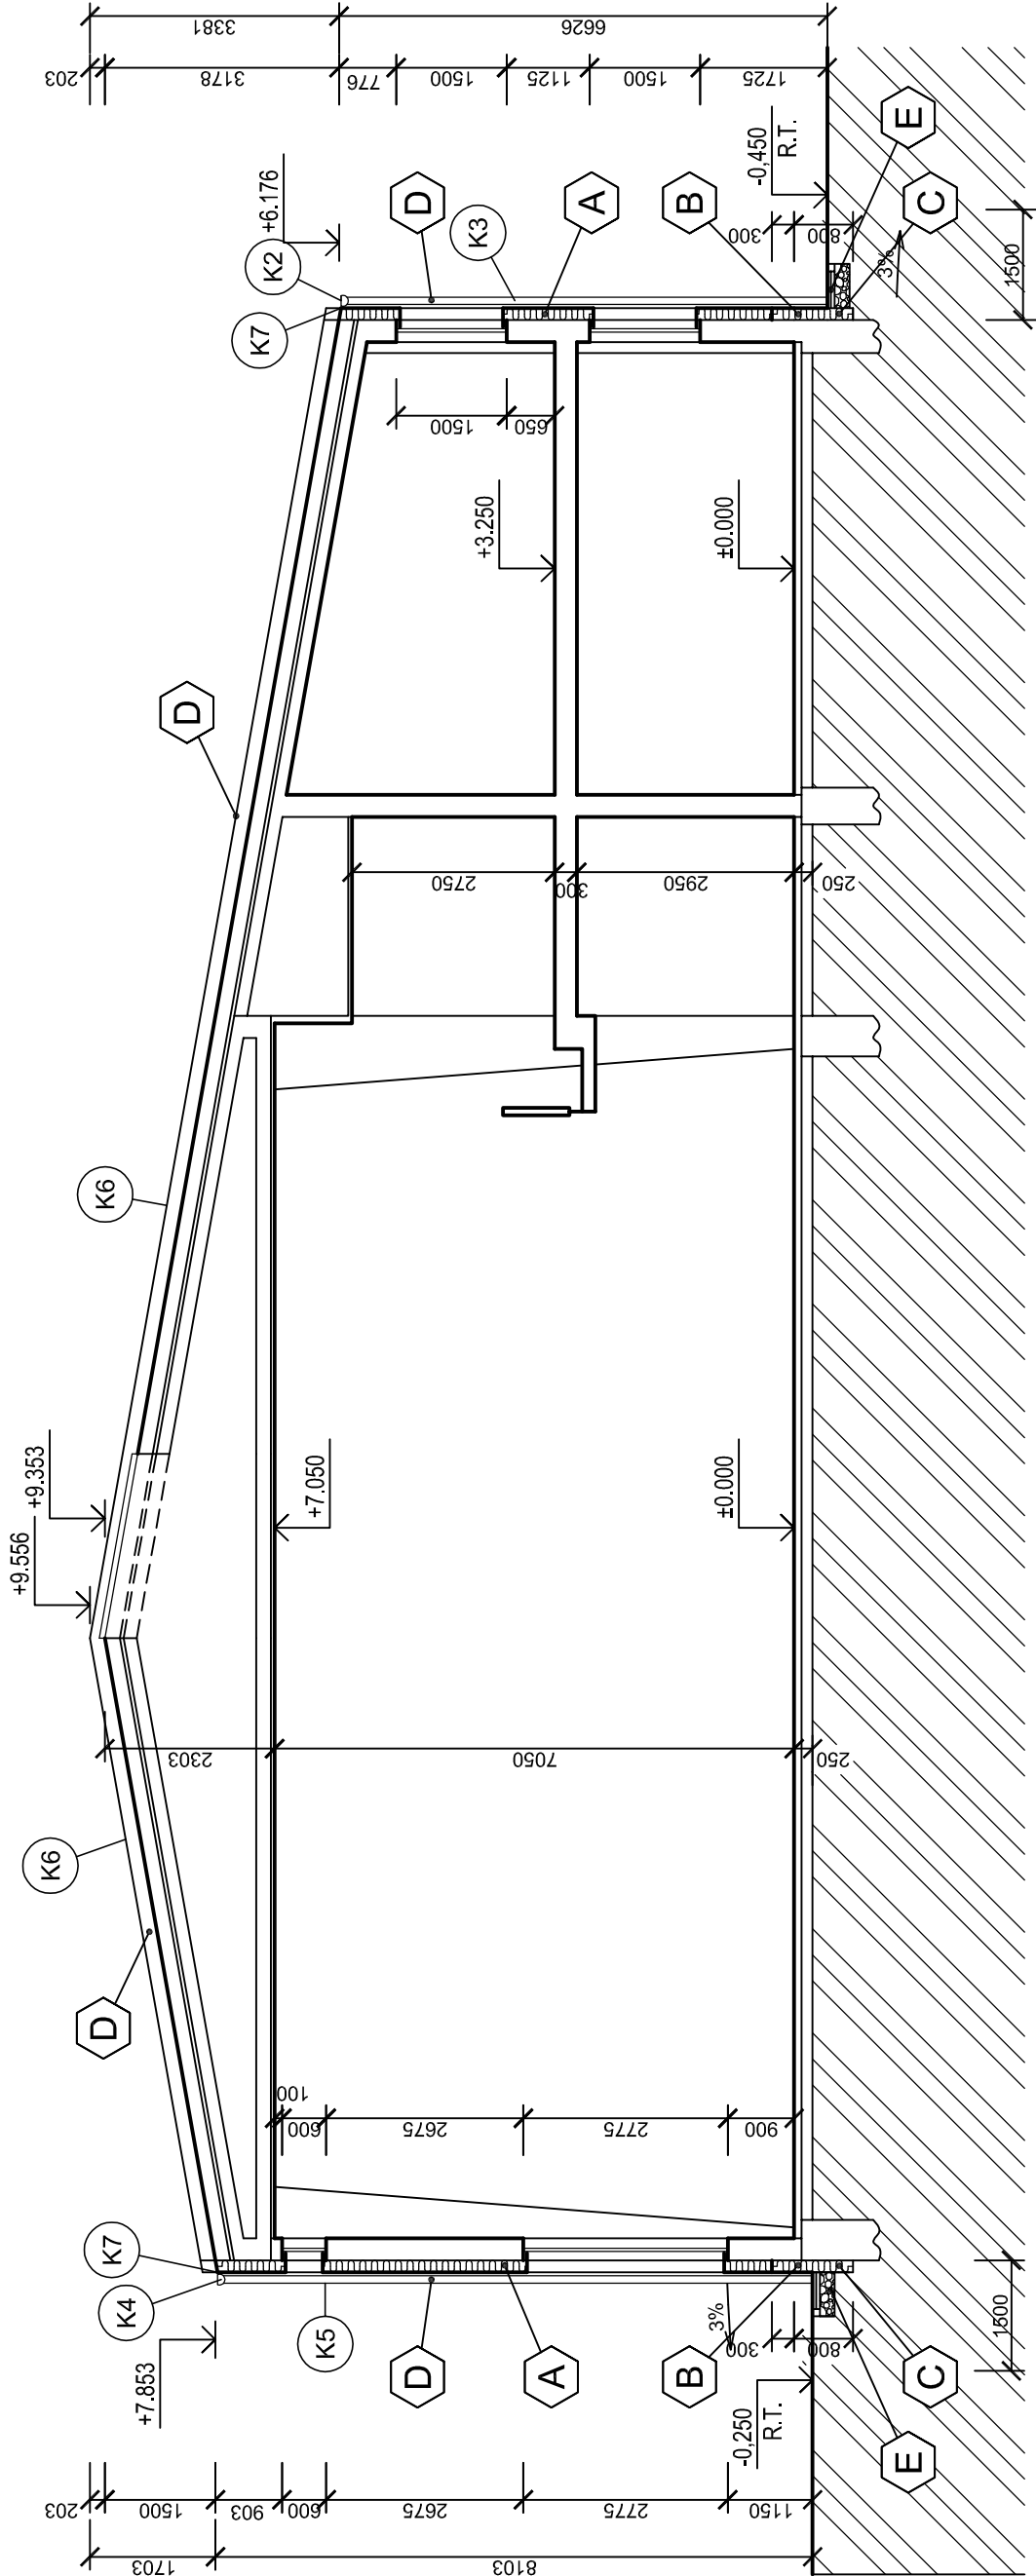 203
3381
3178
6626
776
1500
1125
1500
1725
+6.176
K2
K7
D
K3
A
B
-0,450
R.T.
E
C
300
800
3%
1500
1500
650
+3.250
±0.000
D
2750
300
2950
250
K6
+9.353
+9.556
+7.050
±0.000
2303
7050
250
K6
D
100
600
2675
2775
900
K7
K4
K5
+7.853
D
A
B
3%
300
800
C
E
1500
-0,250
R.T.
203
1500
903
600
2675
2775
1150
1703
8103